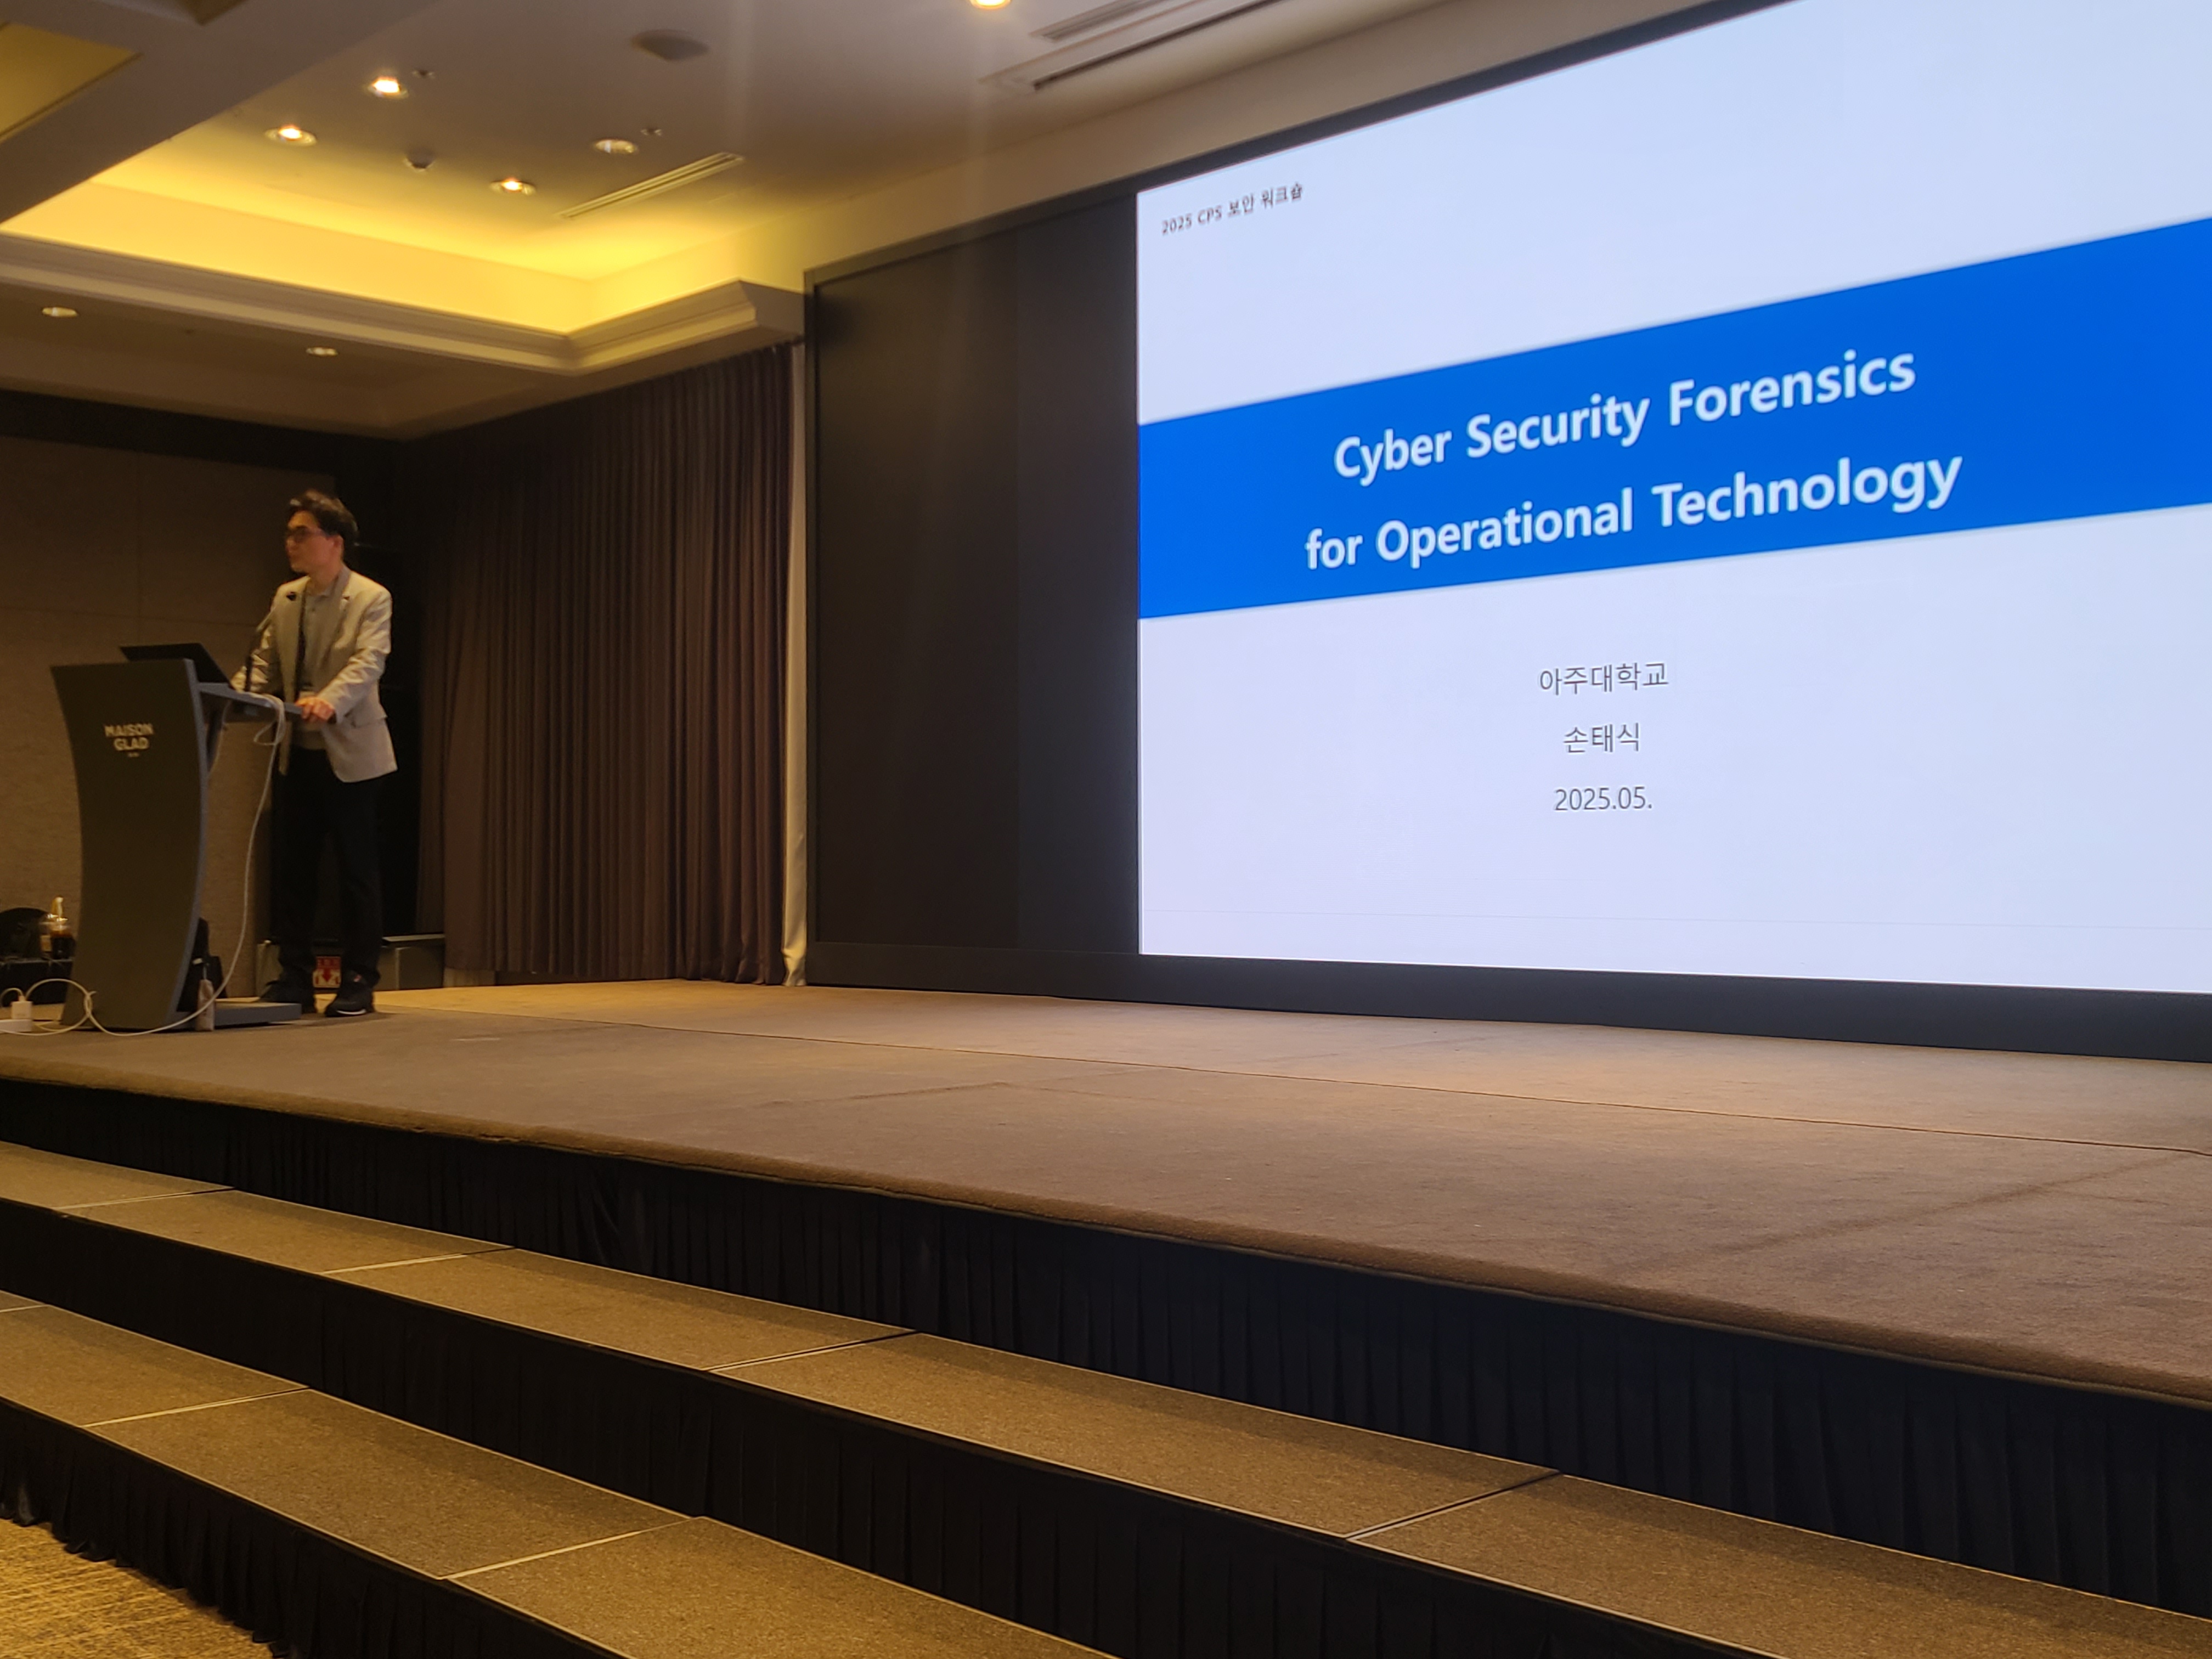 2025 CPS 보안 워크숍
Cyber Security Forensics
for Operational Technology
아주대학교
손태식
2025.05.
MAISON
GLAD